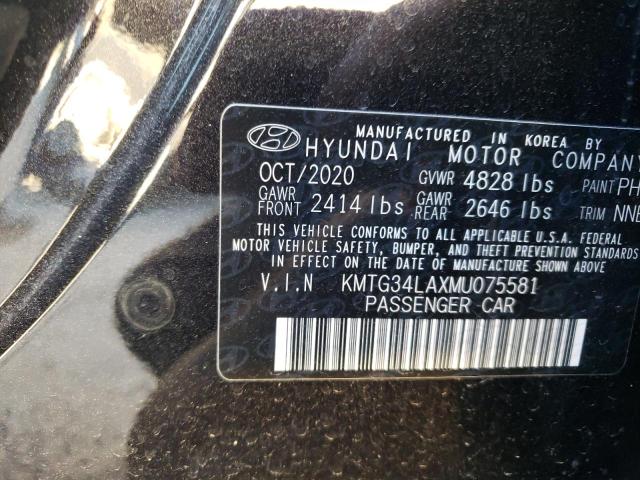 MANUFACTURED IN KOREA BY
HYUNDAI MOTOR COMPANY
OCT/2020 GVWR 4828 lbs PAINT PH
GAWR FRONT 2414 lbs GAWR REAR 2646 lbs TRIM NNB
THIS VEHICLE CONFORMS TO ALL APPLICABLE U.S.A. FEDERAL
MOTOR VEHICLE SAFETY, BUMPER, AND THEFT PREVENTION STANDARDS
IN EFFECT ON THE DATE OF MANUFACTURE SHOWN ABOVE
V.I.N KMTG34LAXMU075581
PASSENGER CAR